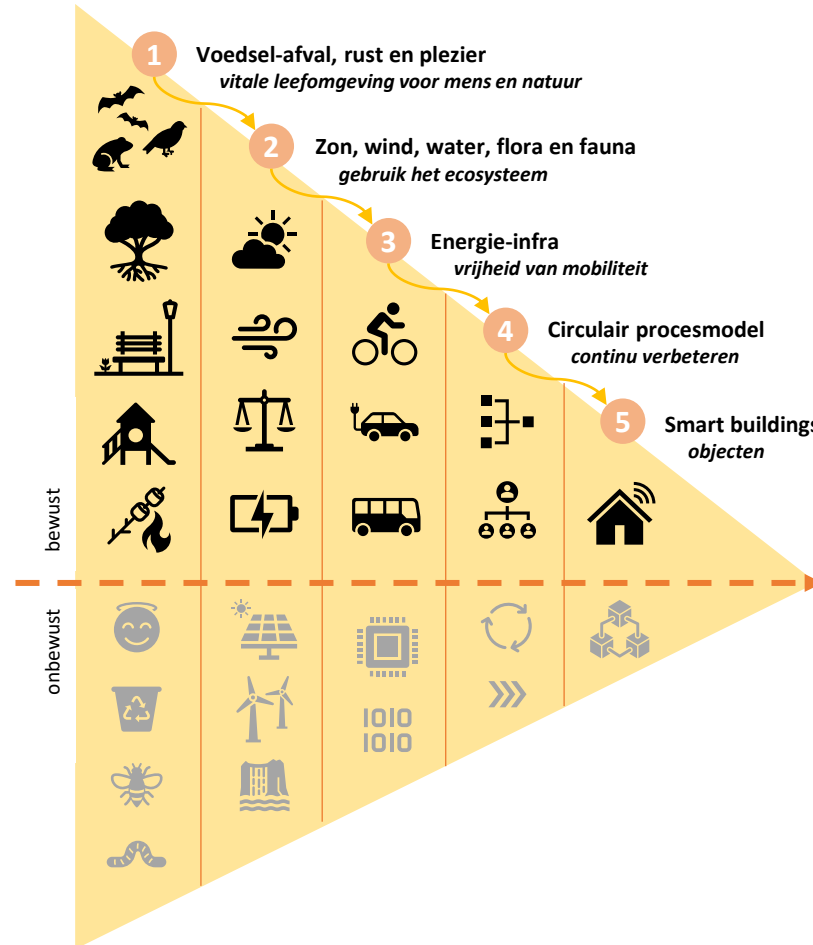 1
Voedsel-afval, rust en plezier
vitale leefomgeving voor mens en natuur
2
Zon, wind, water, flora en fauna
gebruik het ecosysteem
3
Energie-infra
vrijheid van mobiliteit
4
Circulair procesmodel
continu verbeteren
5
Smart buildings
objecten
bewust
onbewust
IOIO
IOIO